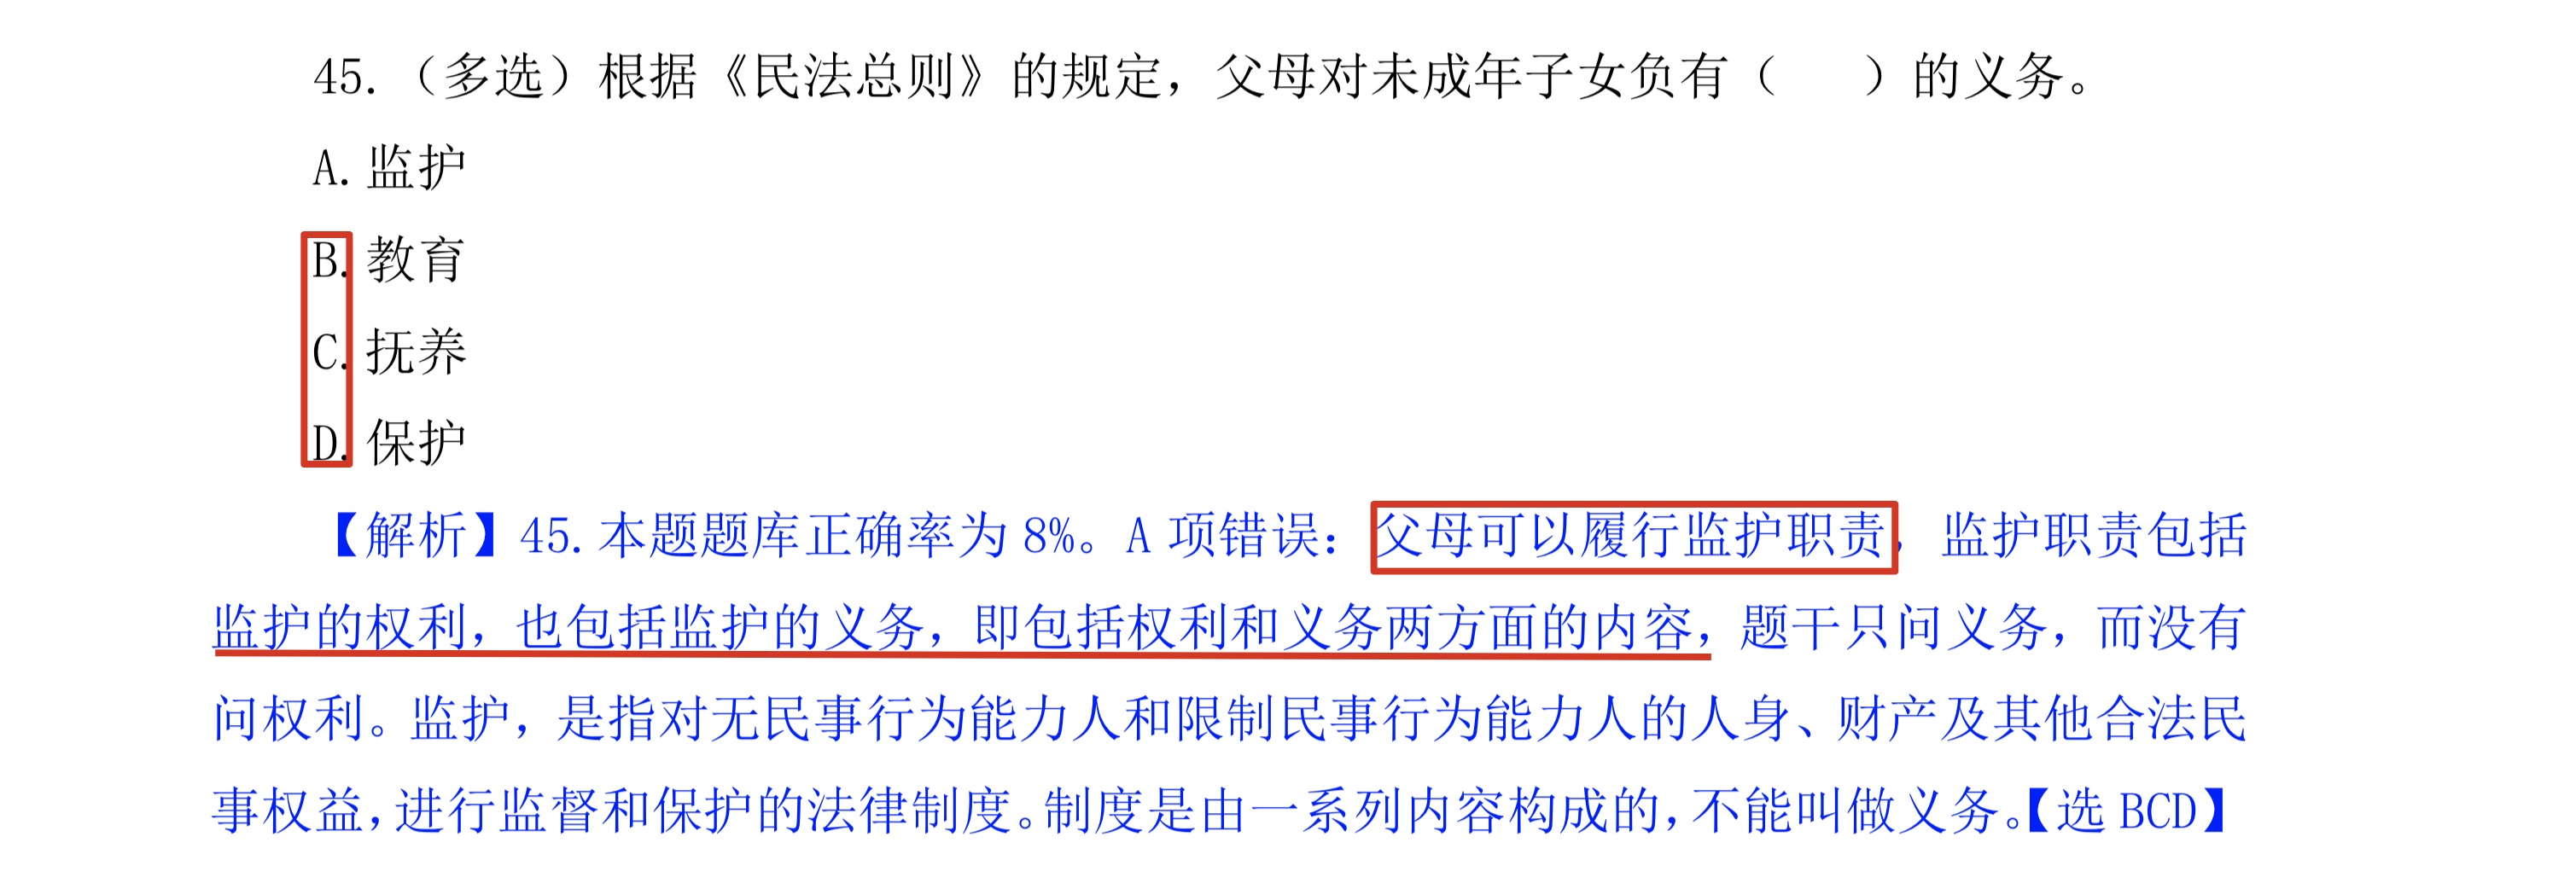 45.（多选）根据《民法总则》的规定，父母对未成年子女负有（　　）的义务。
A.监护
B.教育
C.抚养
D.保护
【解析】45.本题题库正确率为 8%。A 项错误：父母可以履行监护职责，监护职责包括
监护的权利，也包括监护的义务，即包括权利和义务两方面的内容，题干只问义务，而没有
问权利。监护，是指对无民事行为能力人和限制民事行为能力人的人身、财产及其他合法民
事权益，进行监督和保护的法律制度。制度是由一系列内容构成的，不能叫做义务。【选 BCD】